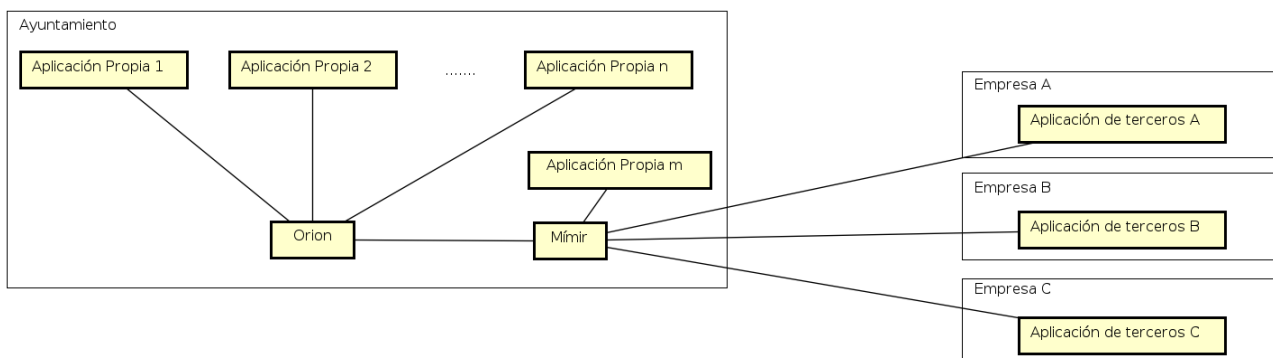 Ayuntamiento
Aplicación Propia 1
Aplicación Propia 2
.......
Aplicación Propia n
Empresa A
Aplicación de terceros A
Aplicación Propia m
Empresa B
Aplicación de terceros B
Orion
Mímir
Empresa C
Aplicación de terceros C